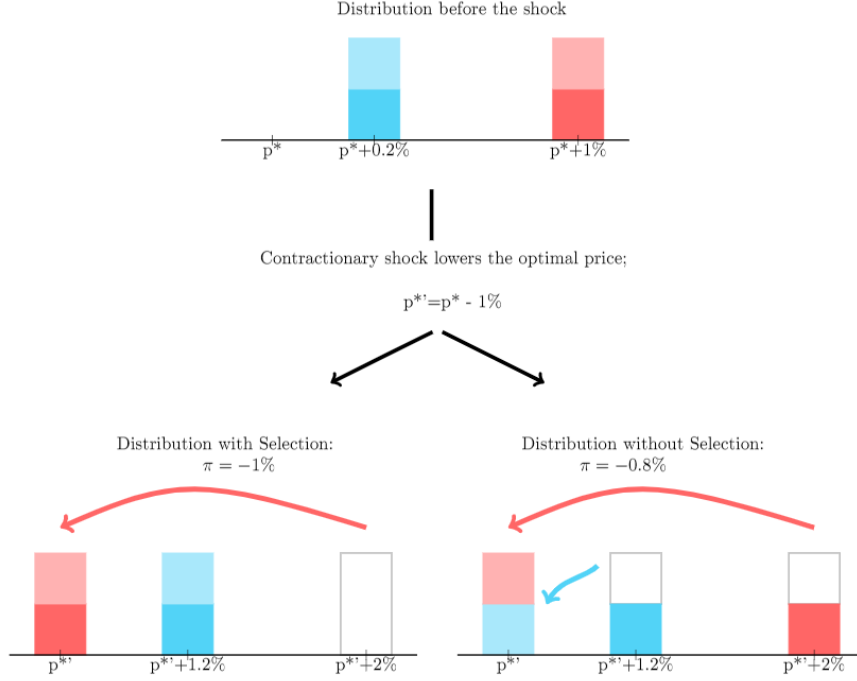 Distribution before the shock
p* p*+0.2% p*+1%
Contractionary shock lowers the optimal price;
p*'=p* - 1%
Distribution with Selection:
π = −1%
Distribution without Selection:
π = −0.8%
p*' p*'+1.2% p*'+2%
p*' p*'+1.2% p*'+2%